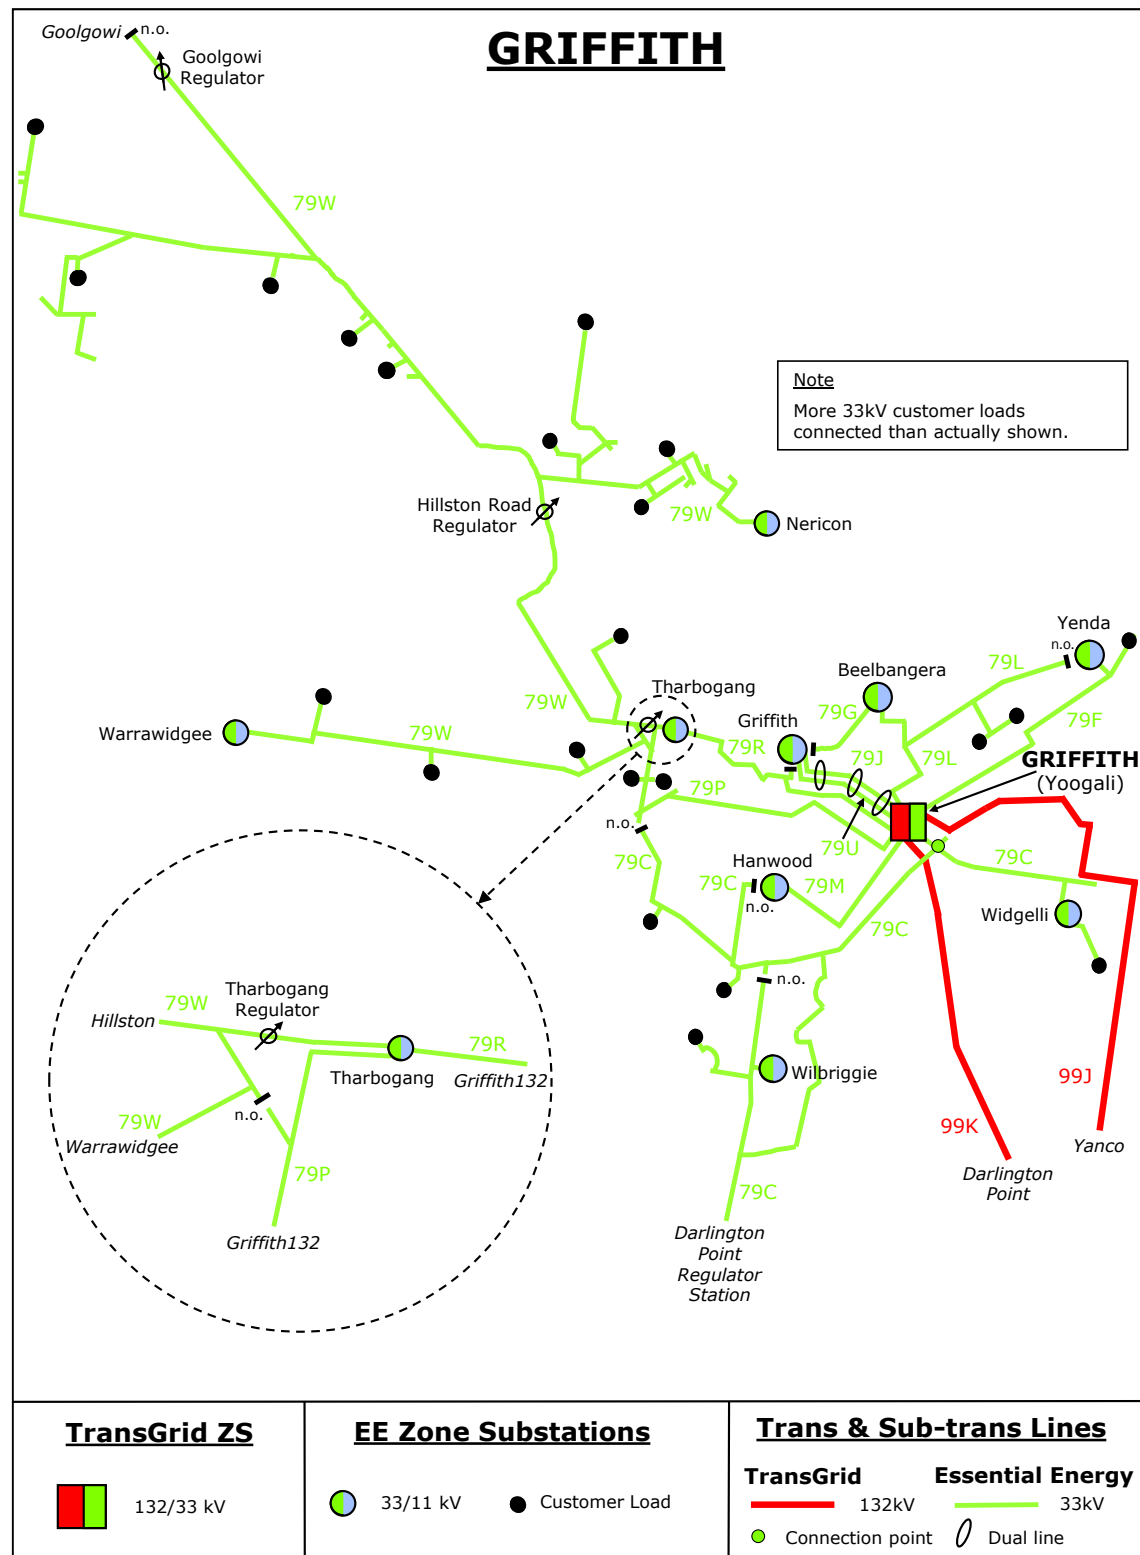 GRIFFITH
Goolgowi
n.o.
Goolgowi
Regulator
79W
Note
More 33kV customer loads
connected than actually shown.
Hillston Road
Regulator
79W
Nericon
Yenda
n.o.
79L
Beelbangera
Tharbogang
79W
79G
79F
Griffith
Warrawidgee
79W
79R
79J
79L
GRIFFITH
(Yoogali)
79P
n.o.
79U
79C
Hanwood
79C
79M
79C
n.o.
79C
Widgelli
n.o.
Tharbogang
Regulator
79W
Hillston
79R
Tharbogang
Griffith132
Wilbriggie
99J
n.o.
79W
Warrawidgee
99K
Yanco
79P
Darlington
Point
79C
Griffith132
Darlington
Point
Regulator
Station
TransGrid ZS
132/33 kV
EE Zone Substations
33/11 kV
Customer Load
Trans & Sub-trans Lines
TransGrid
Essential Energy
132kV
33kV
Connection point
Dual line